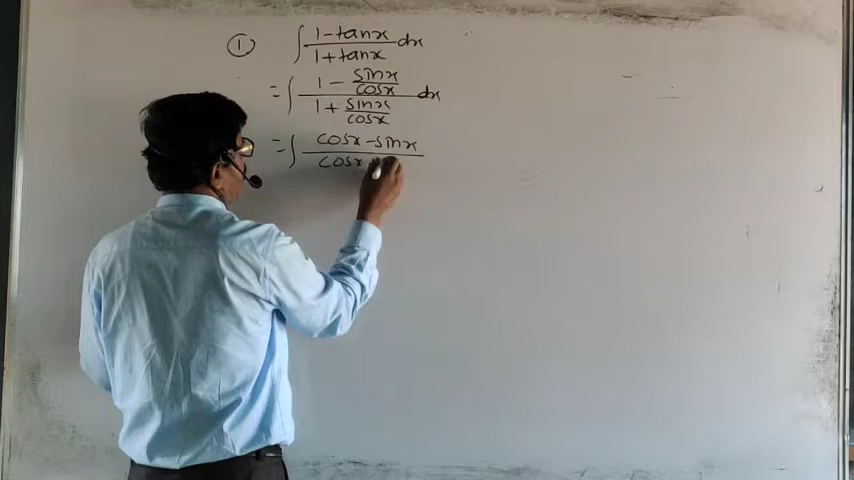 ① ∫ (1 - tanx)/(1 + tanx) dx
= ∫ (1 - sinx/cosx)/(1 + sinx/cosx) dx
= ∫ (cosx - sinx)/(cosx